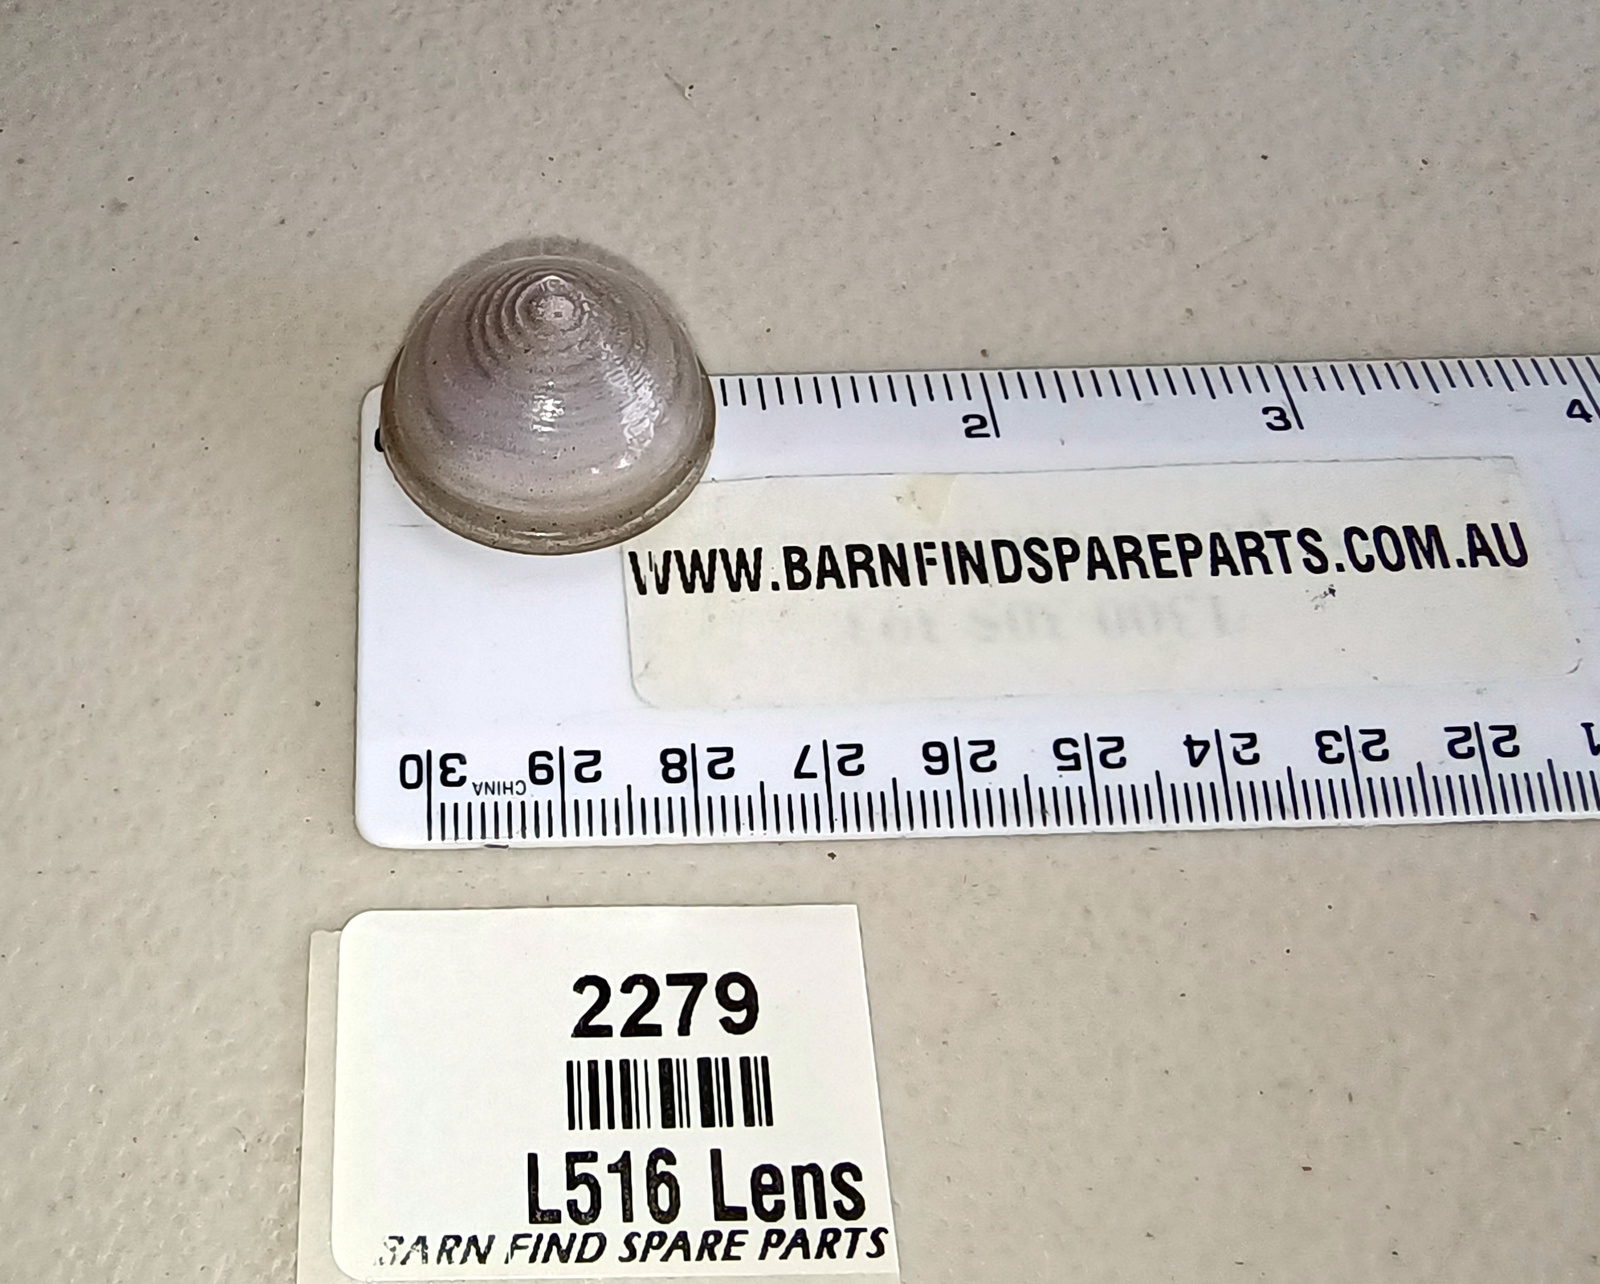 2 3 4
WWW.BARNFINDSPAREPARTS.COM.AU
30 CHINA 29 28 27 26 25 24 23 22
2279
L516 Lens
BARN FIND SPARE PARTS